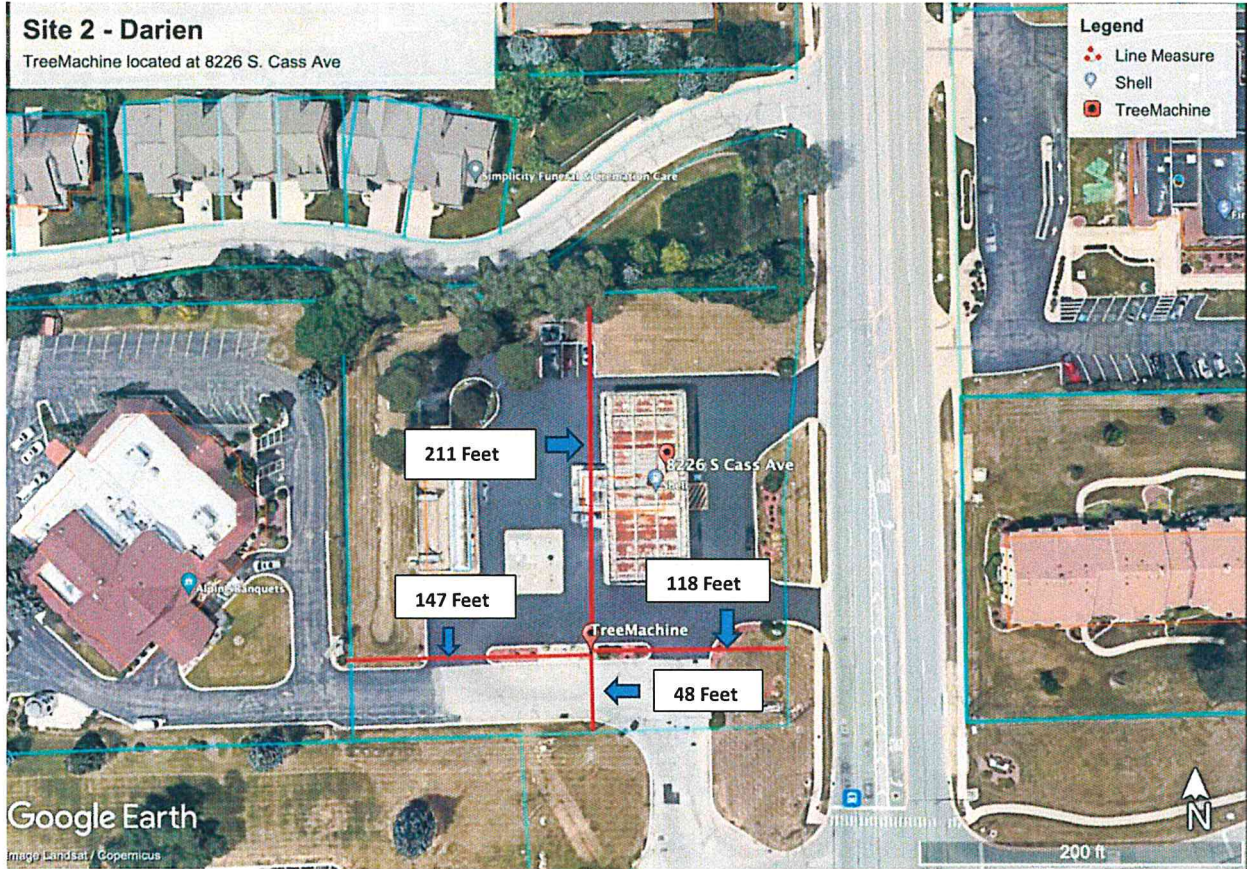 Site 2 - Darien
TreeMachine located at 8226 S. Cass Ave
Legend
Line Measure
Shell
TreeMachine
Simplicity Funeral & Cremation Care
211 Feet
8226 S Cass Ave
Shell
Alpine Banquets
147 Feet
118 Feet
TreeMachine
48 Feet
N
Google Earth
Image Landsat / Copernicus
200 ft